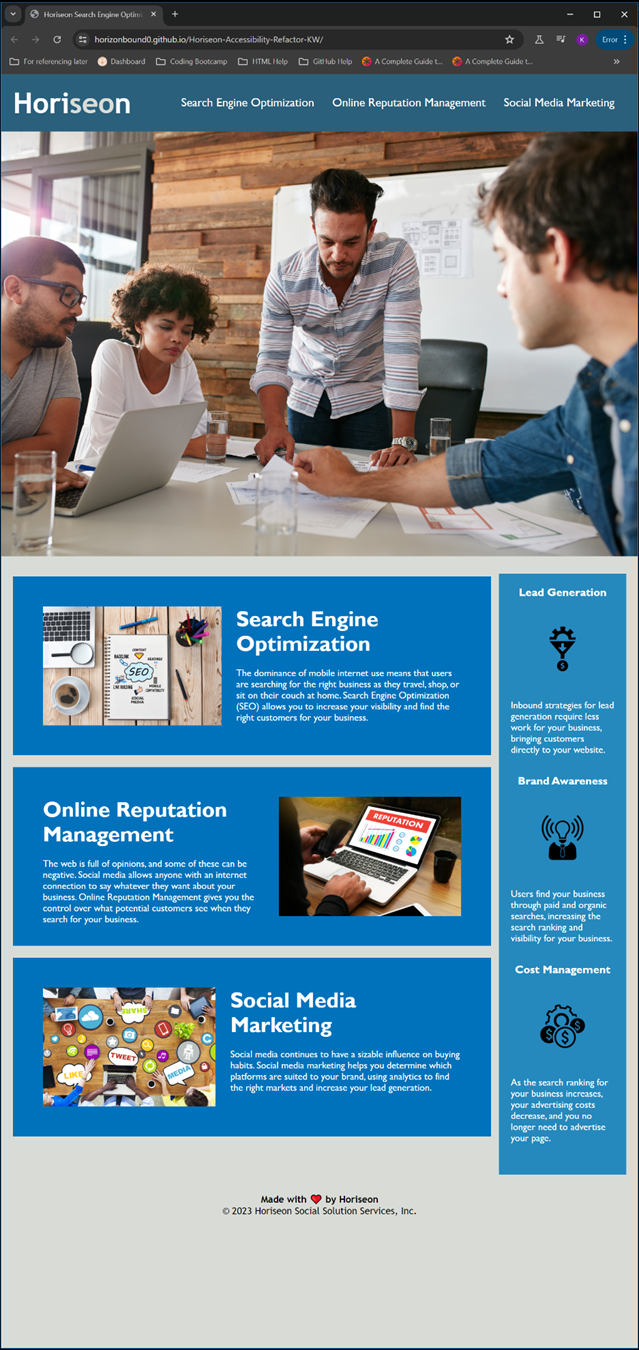 Horiseon Search Engine Optimi
horizonbound0.github.io/Horiseon-Accessibility-Refactor-KW/
K
Error
For referencing later
Dashboard
Coding Bootcamp
HTML Help
GitHub Help
A Complete Guide t...
A Complete Guide t...
Horiseon
Search Engine Optimization
Online Reputation Management
Social Media Marketing
Search Engine
Optimization
The dominance of mobile internet use means that users
are searching for the right business as they travel, shop, or
sit on their couch at home. Search Engine Optimization
(SEO) allows you to increase your visibility and find the
right customers for your business.
CONTENT
BACKLINK
KEYWORDS
SEO
LINK BUILDING
MOBILE
COMPATIBILITY
SOCIAL
MEDIA
Online Reputation
Management
The web is full of opinions, and some of these can be
negative. Social media allows anyone with an internet
connection to say whatever they want about your
business. Online Reputation Management gives you the
control over what potential customers see when they
search for your business.
REPUTATION
Social Media
Marketing
Social media continues to have a sizable influence on buying
habits. Social media marketing helps you determine which
platforms are suited to your brand, using analytics to find
the right markets and increase your lead generation.
SHARE
TWEET
LIKE
MEDIA
Lead Generation
$
Inbound strategies for lead
generation require less
work for your business,
bringing customers
directly to your website.
Brand Awareness
Users find your business
through paid and organic
searches, increasing the
search ranking and
visibility for your business.
Cost Management
$ $ $
As the search ranking for
your business increases,
your advertising costs
decrease, and you no
longer need to advertise
your page.
Made with ❤️ by Horiseon
© 2023 Horiseon Social Solution Services, Inc.